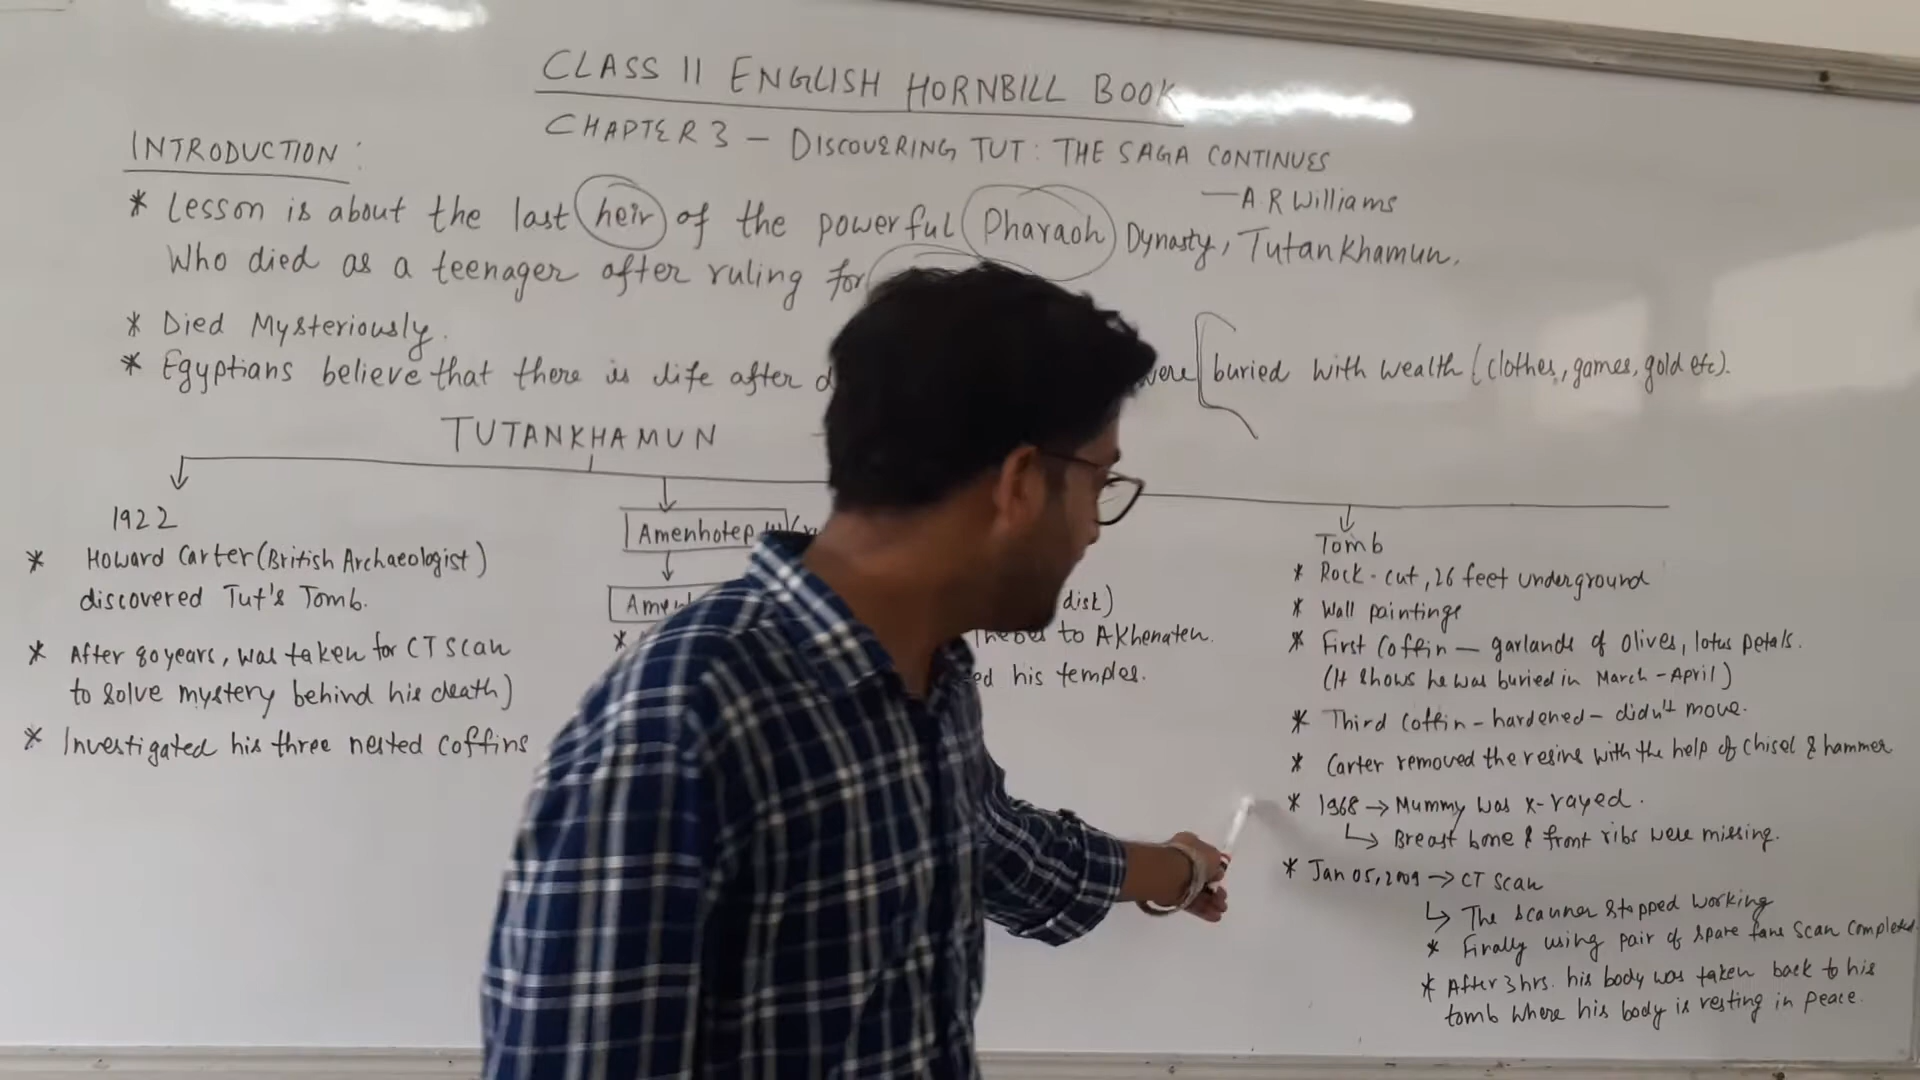 CLASS 11 ENGLISH HORNBILL BOOK
CHAPTER 3 – DISCOVERING TUT : THE SAGA CONTINUES
— A.R Williams
INTRODUCTION :
* Lesson is about the last heir of the powerful Pharaoh Dynasty, Tutankhamun,
Who died as a teenager after ruling for
* Died Mysteriously.
* Egyptians believe that there is life after were buried with wealth (clothes, games, gold etc).
TUTANKHAMUN
1922
* Howard Carter (British Archaeologist)
discovered Tut's Tomb.
* After 80 years, was taken for CT Scan
to solve mystery behind his death)
* Investigated his three nested coffins
Amenhotep
disk)
Thebes to Akhenaten.
his temples.
Tomb
* Rock-cut, 26 feet underground
* Wall paintings
* First Coffin – garlands of olives, lotus petals.
(It shows he was buried in March-April)
* Third Coffin – hardened – didn't move.
* Carter removed the resins with the help of chisel & hammer
* 1968 → Mummy was x-rayed.
↳ Breast bone & front ribs were missing.
* Jan 05, 2009 → CT Scan
↳ The scanner stopped working
* Finally using pair of spare fans scan completed.
* After 3 hrs. his body was taken back to his
tomb where his body is resting in peace.